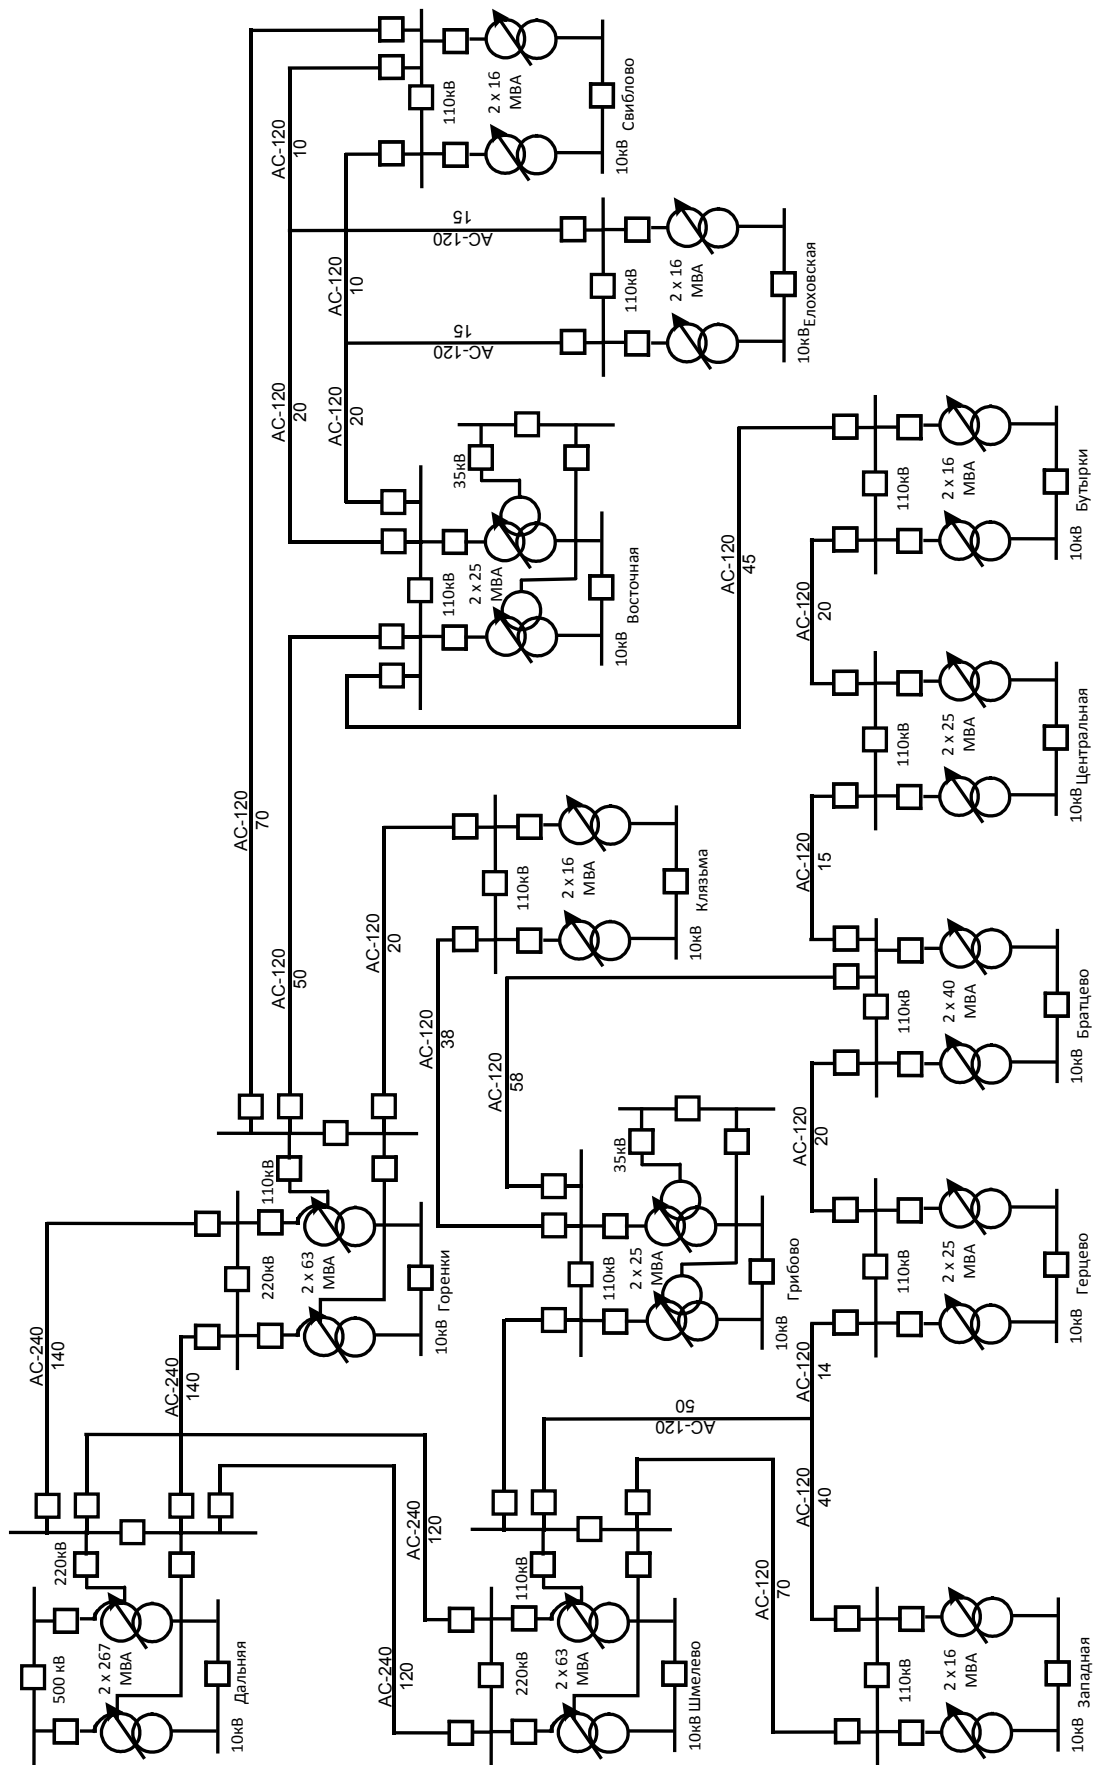 АС-240
140
АС-240
140
220кВ
500 кВ
2 x 267
МВА
10кВ
Дальняя
АС-240
120
АС-240
120
220кВ
110кВ
2 x 63
МВА
10кВ
Горенки
АС-120
70
АС-120
50
АС-120
20
АС-120
10
АС-120
20
АС-120
10
АС-120
20
110кВ
2 x 16
МВА
10кВ
Свиблово
АС-120
15
АС-120
15
110кВ
2 x 16
МВА
10кВ
Елоховская
35кВ
110кВ
2 x 25
МВА
10кВ
Восточная
АС-120
45
АС-120
38
110кВ
2 x 16
МВА
10кВ
Клязьма
АС-120
58
35кВ
110кВ
2 x 25
МВА
10кВ
Грибово
220кВ
110кВ
2 x 63
МВА
10кВ
Шмелево
АС-120
50
АС-120
70
АС-120
40
АС-120
14
АС-120
20
АС-120
15
АС-120
20
110кВ
2 x 16
МВА
10кВ
Западная
110кВ
2 x 25
МВА
10кВ
Герцево
110кВ
2 x 40
МВА
10кВ
Братцево
110кВ
2 x 25
МВА
10кВ
Центральная
110кВ
2 x 16
МВА
10кВ
Бутырки